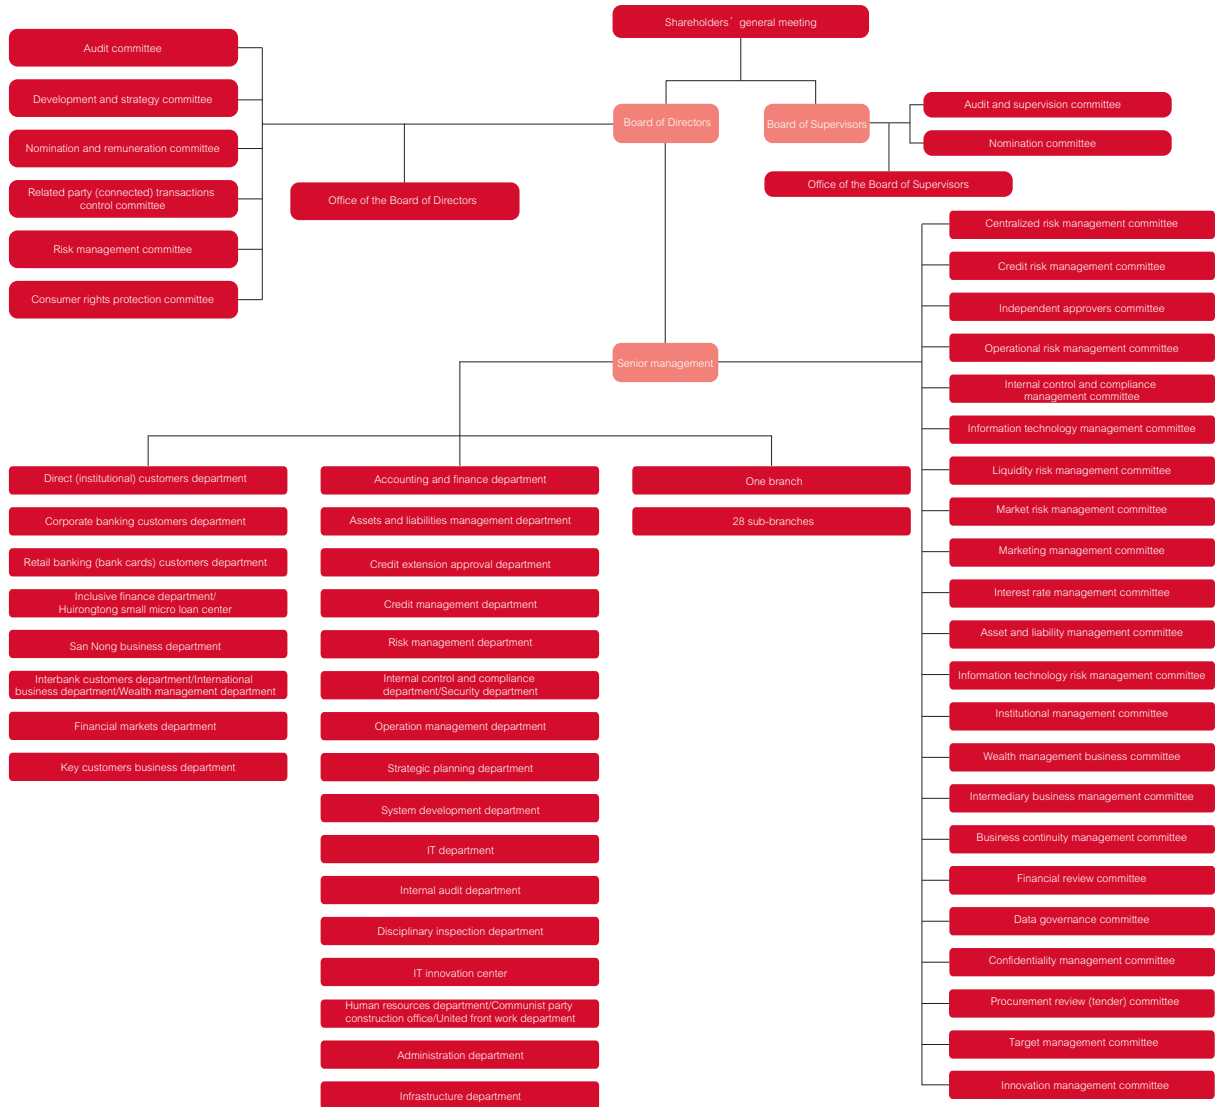 Shareholders` general meeting
Audit committee
Development and strategy committee
Nomination and remuneration committee
Related party (connected) transactions
control committee
Risk management committee
Consumer rights protection committee
Board of Directors
Board of Supervisors
Audit and supervision committee
Nomination committee
Office of the Board of Directors
Office of the Board of Supervisors
Senior management
Centralized risk management committee
Credit risk management committee
Independent approvers committee
Operational risk management committee
Internal control and compliance
management committee
Information technology management committee
Liquidity risk management committee
Market risk management committee
Marketing management committee
Interest rate management committee
Asset and liability management committee
Information technology risk management committee
Institutional management committee
Wealth management business committee
Intermediary business management committee
Business continuity management committee
Financial review committee
Data governance committee
Confidentiality management committee
Procurement review (tender) committee
Target management committee
Innovation management committee
Direct (institutional) customers department
Corporate banking customers department
Retail banking (bank cards) customers department
Inclusive finance department/
Huirongtong small micro loan center
San Nong business department
Interbank customers department/International
business department/Wealth management department
Financial markets department
Key customers business department
Accounting and finance department
Assets and liabilities management department
Credit extension approval department
Credit management department
Risk management department
Internal control and compliance
department/Security department
Operation management department
Strategic planning department
System development department
IT department
Internal audit department
Disciplinary inspection department
IT innovation center
Human resources department/Communist party
construction office/United front work department
Administration department
Infrastructure department
One branch
28 sub-branches